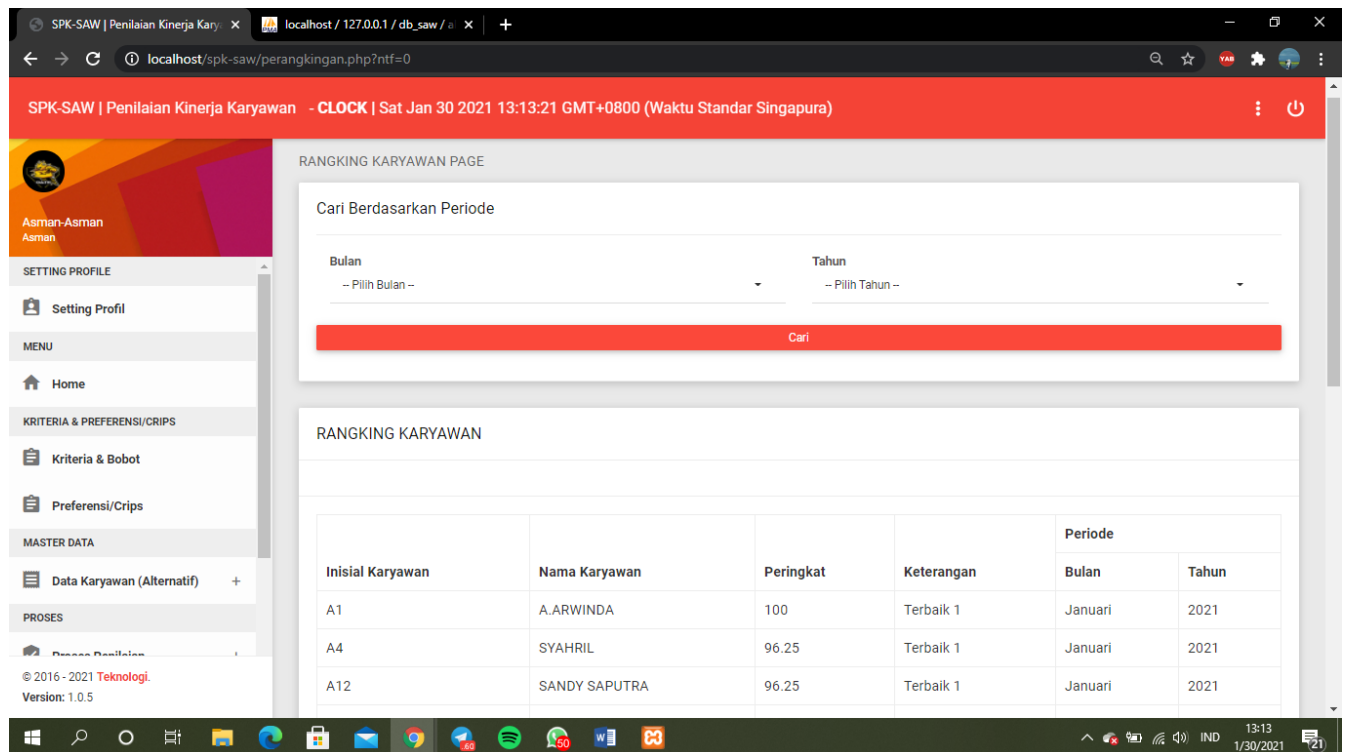 SPK-SAW | Penilaian Kinerja Kary
localhost / 127.0.0.1 / db_saw / a
localhost/spk-saw/perangkingan.php?ntf=0
YAB
SPK-SAW | Penilaian Kinerja Karyawan - CLOCK | Sat Jan 30 2021 13:13:21 GMT+0800 (Waktu Standar Singapura)
Asman-Asman
Asman
SETTING PROFILE
Setting Profil
MENU
Home
KRITERIA & PREFERENSI/CRIPS
Kriteria & Bobot
Preferensi/Crips
MASTER DATA
Data Karyawan (Alternatif) +
PROSES
Proses Penilaian
© 2016 - 2021 Teknologi.
Version: 1.0.5
RANGKING KARYAWAN PAGE
Cari Berdasarkan Periode
Bulan Tahun
-- Pilih Bulan -- -- Pilih Tahun --
Cari
RANGKING KARYAWAN
Periode
Inisial Karyawan Nama Karyawan Peringkat Keterangan Bulan Tahun
A1 A.ARWINDA 100 Terbaik 1 Januari 2021
A4 SYAHRIL 96.25 Terbaik 1 Januari 2021
A12 SANDY SAPUTRA 96.25 Terbaik 1 Januari 2021
.60
50
IND
13:13
1/30/2021
21